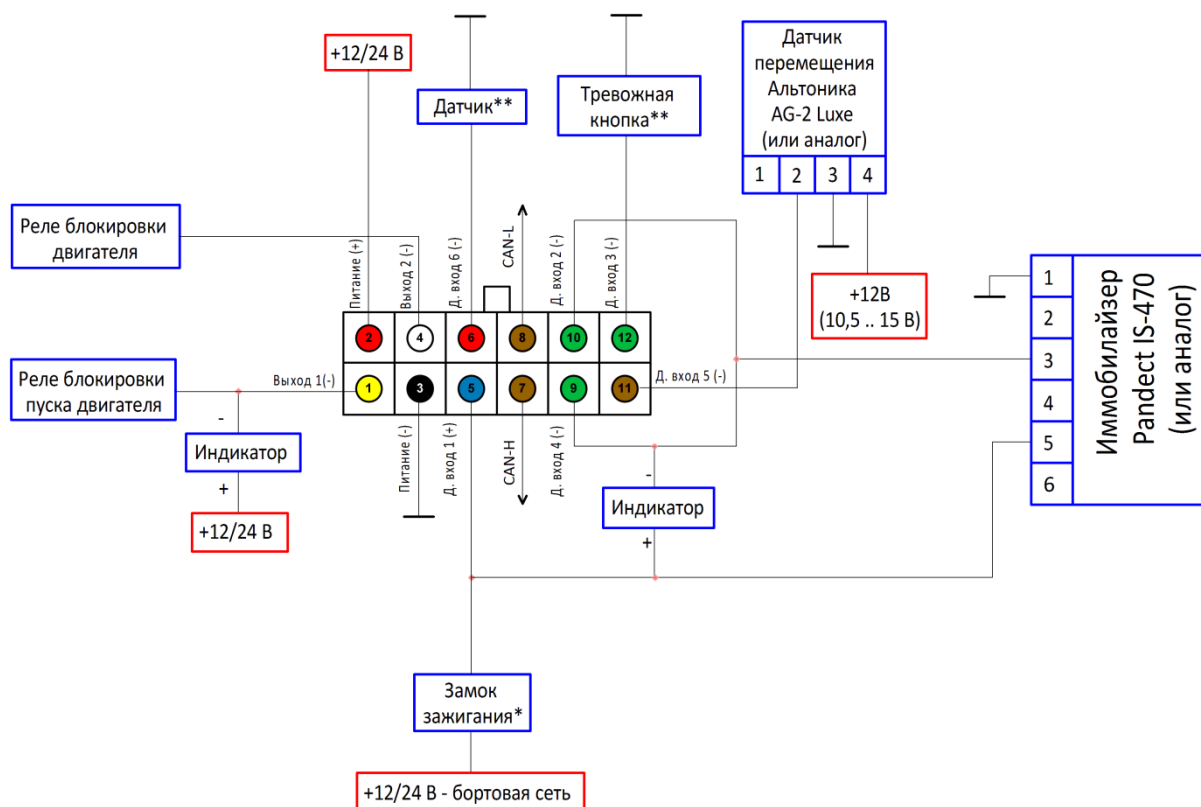 +12/24 В
Датчик**
Тревожная
кнопка**
Датчик
перемещения
Альтоника
AG-2 Luxe
(или аналог)
1 2 3 4
Реле блокировки
двигателя
Питание (+)
Выход 2 (-)
Д. вход 6 (-)
CAN-L
Д. вход 2 (-)
Д. вход 3 (-)
+12В
(10,5 .. 15 В)
1
2
3
4
5
6
Иммобилайзер
Pandect IS-470
(или аналог)
2 4 6 8 10 12
1 3 5 7 9 11
Реле блокировки
пуска двигателя
Выход 1(-)
Д. вход 5 (-)
-
Индикатор
+
+12/24 В
Питание (-)
Д. вход 1 (+)
CAN-H
Д. вход 4 (-)
-
Индикатор
+
Замок
зажигания*
+12/24 В - бортовая сеть